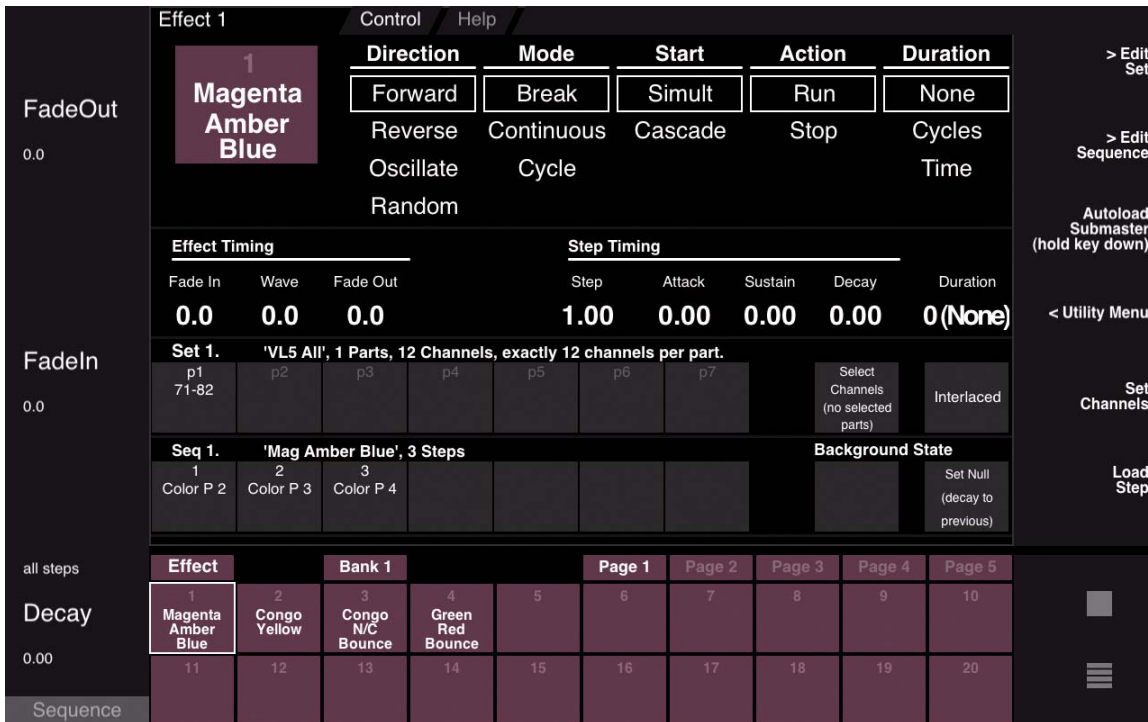 Effect 1 Control Help
Direction Mode Start Action Duration
1
Magenta
Amber
Blue
Forward Break Simult Run None
Reverse Continuous Cascade Stop Cycles
Oscillate Cycle Time
Random
FadeOut
0.0
> Edit
Set
> Edit
Sequence
Autoload
Submaster
(hold key down)
Effect Timing Step Timing
Fade In Wave Fade Out Step Attack Sustain Decay Duration
0.0 0.0 0.0 1.00 0.00 0.00 0.00 0 (None)
< Utility Menu
FadeIn
0.0
Set 1. 'VL5 All', 1 Parts, 12 Channels, exactly 12 channels per part.
p1 p2 p3 p4 p5 p6 p7
71-82
Select
Channels
(no selected
parts)
Interlaced
Set
Channels
Seq 1. 'Mag Amber Blue', 3 Steps Background State
1 2 3
Color P 2 Color P 3 Color P 4
Set Null
(decay to
previous)
Load
Step
all steps
Decay
0.00
Sequence
Effect Bank 1 Page 1 Page 2 Page 3 Page 4 Page 5
1 2 3 4 5 6 7 8 9 10
Magenta Congo Congo Green
Amber Yellow N/C Red
Blue Bounce Bounce
11 12 13 14 15 16 17 18 19 20